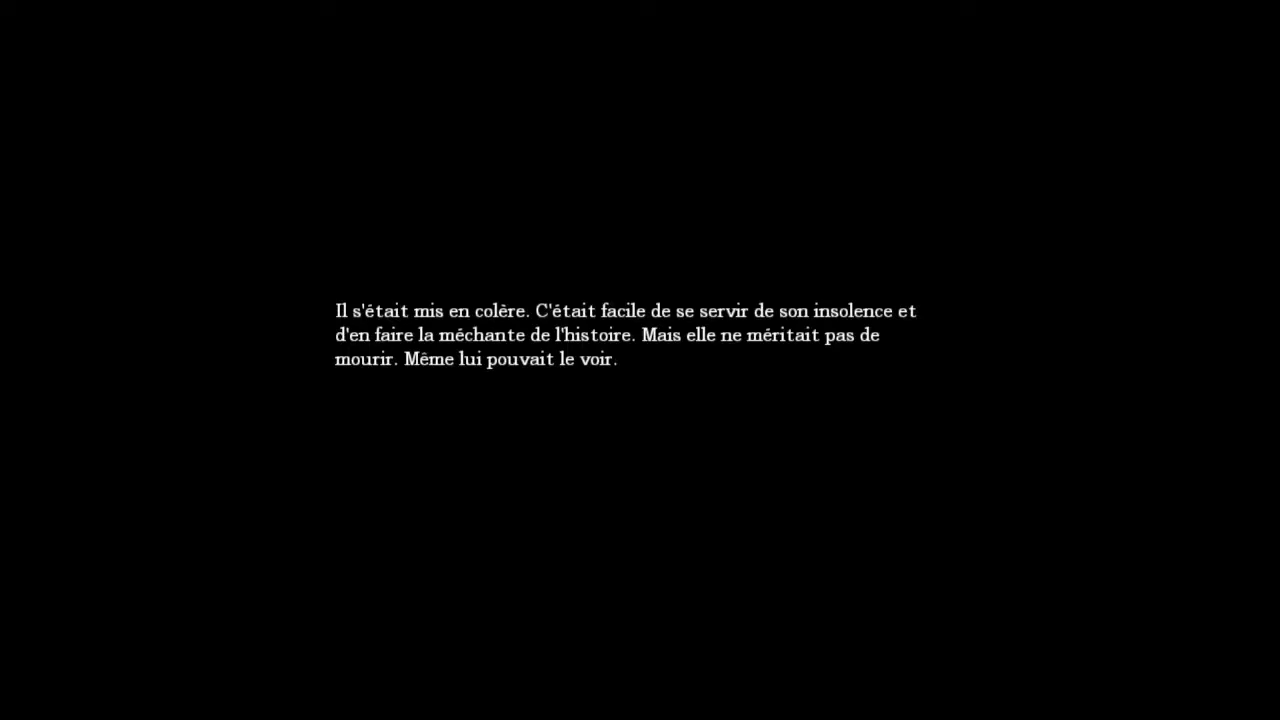 Il s'était mis en colère. C'était facile de se servir de son insolence et
d'en faire la méchante de l'histoire. Mais elle ne méritait pas de
mourir. Même lui pouvait le voir.